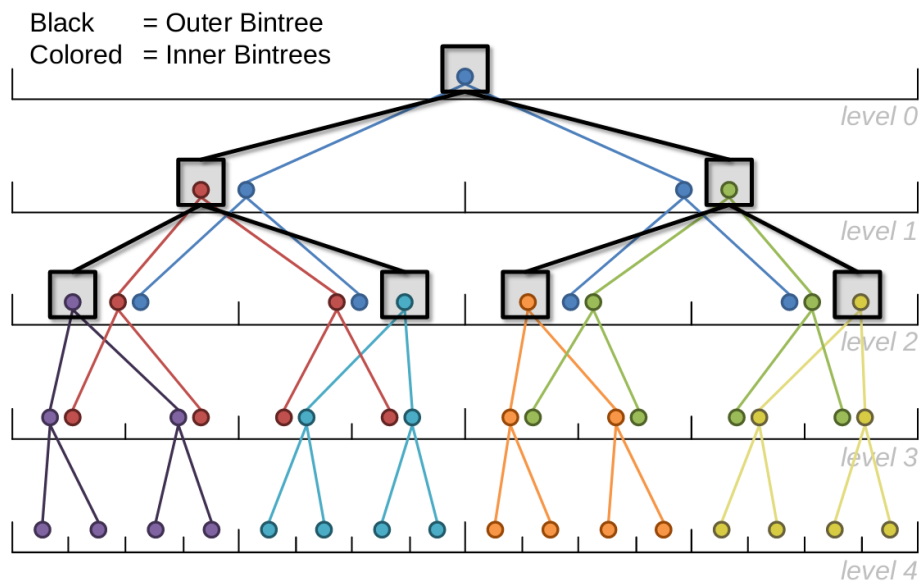 Black = Outer Bintree
Colored = Inner Bintrees
level 0
level 1
level 2
level 3
level 4